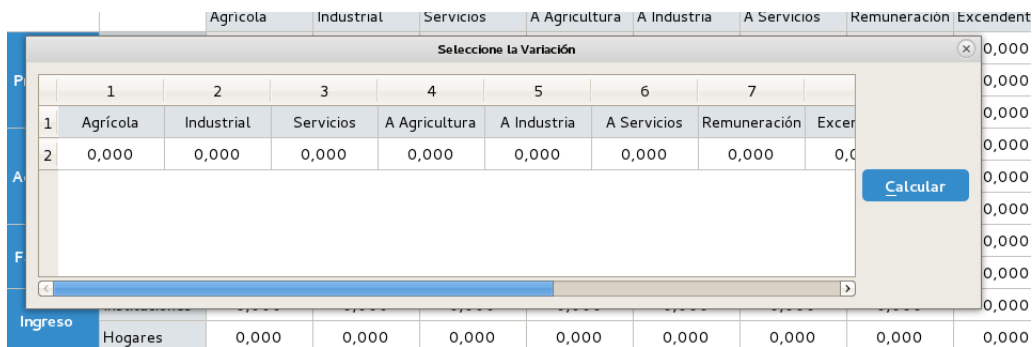 Agrícola Industrial Servicios A Agricultura A Industria A Servicios Remuneración Excendent
Seleccione la Variación
0,000
0,000
1 2 3 4 5 6 7
0,000
1 Agrícola Industrial Servicios A Agricultura A Industria A Servicios Remuneración Excer
0,000
2 0,000 0,000 0,000 0,000 0,000 0,000 0,000 0,0
Calcular
0,000
0,000
0,000
0,000
0,000
Ingreso
Hogares 0,000 0,000 0,000 0,000 0,000 0,000 0,000 0,000